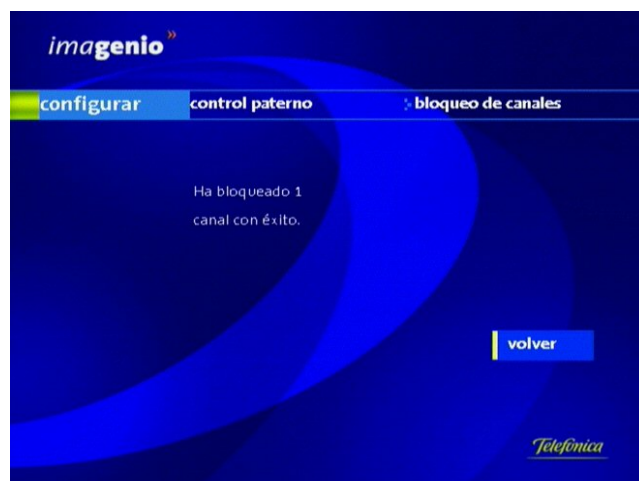 imagenio»
configurar control paterno bloqueo de canales
Ha bloqueado 1
canal con éxito.
volver
Telefónica